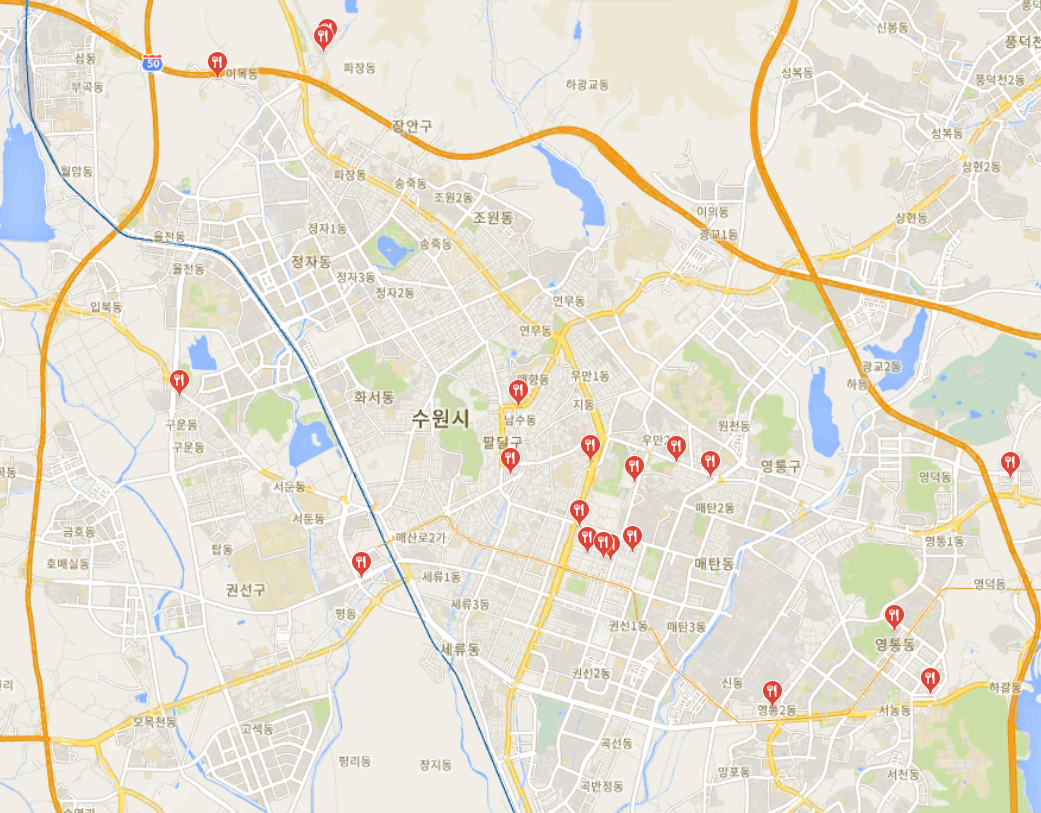 신봉동
풍덕천
삼동
50
이목동
파장동
성복동
풍덕천2동
부곡동
하광교동
장안구
성복동
월암동
파장동
송죽동
조원2동
상현2동
이의동
상현동
조원동
율전동
정자1동
송죽동
광교1동
율전동
정자동
정자3동
정자2동
입북동
연무동
연무동
매향동
우만1동
광교2동
하동
화서동
지동
수원시
남수동
구운동
원천동
구운동
팔달구
우만2
영통구
서둔동
영덕동
매탄2동
서둔동
금호동
매산로2가
탑동
영통1동
호매실동
권선구
세류1동
매탄동
영덕동
세류3동
평동
권선1동
매탄3동
영통동
세류동
권선2동
신동
하갈동
오목천동
영통2동
서농동
고색동
곡선동
평리동
장지동
망포동
서천동
곡반정동